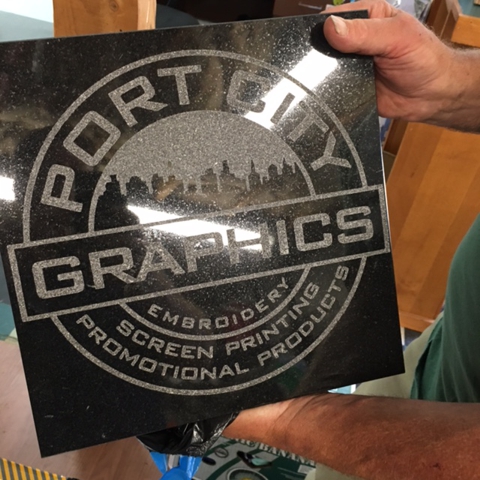 PORT CITY
GRAPHICS
EMBROIDERY
SCREEN PRINTING
PROMOTIONAL PRODUCTS